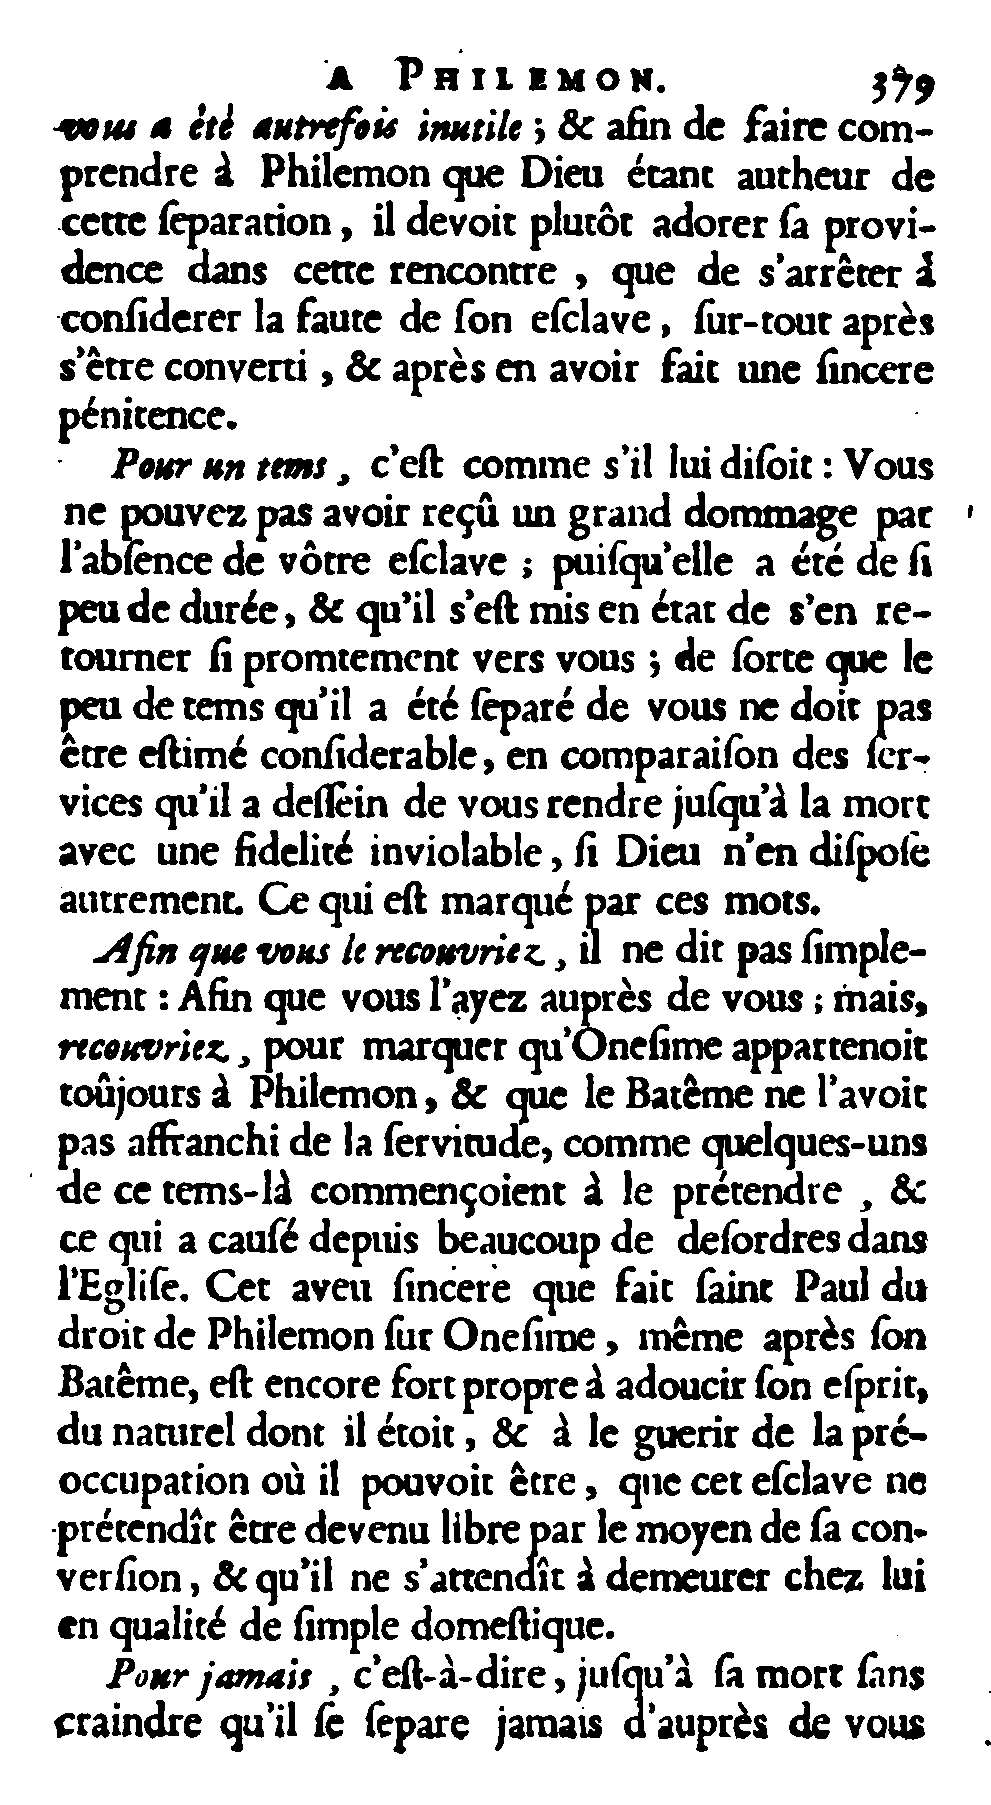 A PHILEMON. 379
vous a été autrefois inutile ; & afin de faire com-
prendre à Philemon que Dieu étant autheur de
cette ſeparation, il devoit plutôt adorer ſa provi-
dence dans cette rencontre , que de s'arrêter à
conſiderer la faute de ſon eſclave, ſur-tout après
s'être converti , & après en avoir fait une ſincere
pénitence.
Pour un tems , c'eſt comme s'il lui diſoit : Vous
ne pouvez pas avoir reçû un grand dommage par
l'abſence de vôtre eſclave ; puiſqu'elle a été de ſi
peu de durée, & qu'il s'eſt mis en état de s'en re-
tourner ſi promtement vers vous ; de ſorte que le
peu de tems qu'il a été ſeparé de vous ne doit pas
être eſtimé conſiderable, en comparaiſon des ſer-
vices qu'il a deſſein de vous rendre juſqu'à la mort
avec une fidelité inviolable, ſi Dieu n'en diſpoſe
autrement. Ce qui eſt marqué par ces mots.
Afin que vous le recouvriez , il ne dit pas ſimple-
ment : Afin que vous l'ayez auprès de vous ; mais,
recouvriez , pour marquer qu'Oneſime appartenoit
toûjours à Philemon, & que le Batême ne l'avoit
pas affranchi de la ſervitude, comme quelques-uns
de ce tems-là commençoient à le prétendre , &
ce qui a cauſé depuis beaucoup de deſordres dans
l'Egliſe. Cet aveu ſincere que fait ſaint Paul du
droit de Philemon ſur Oneſime , même après ſon
Batême, eſt encore fort propre à adoucir ſon eſprit,
du naturel dont il étoit , & à le guerir de la pré-
occupation où il pouvoit être, que cet eſclave ne
prétendît être devenu libre par le moyen de ſa con-
verſion, & qu'il ne s'attendît à demeurer chez lui
en qualité de ſimple domeſtique.
Pour jamais , c'eſt-à-dire, juſqu'à ſa mort ſans
craindre qu'il ſe ſepare jamais d'auprès de vous